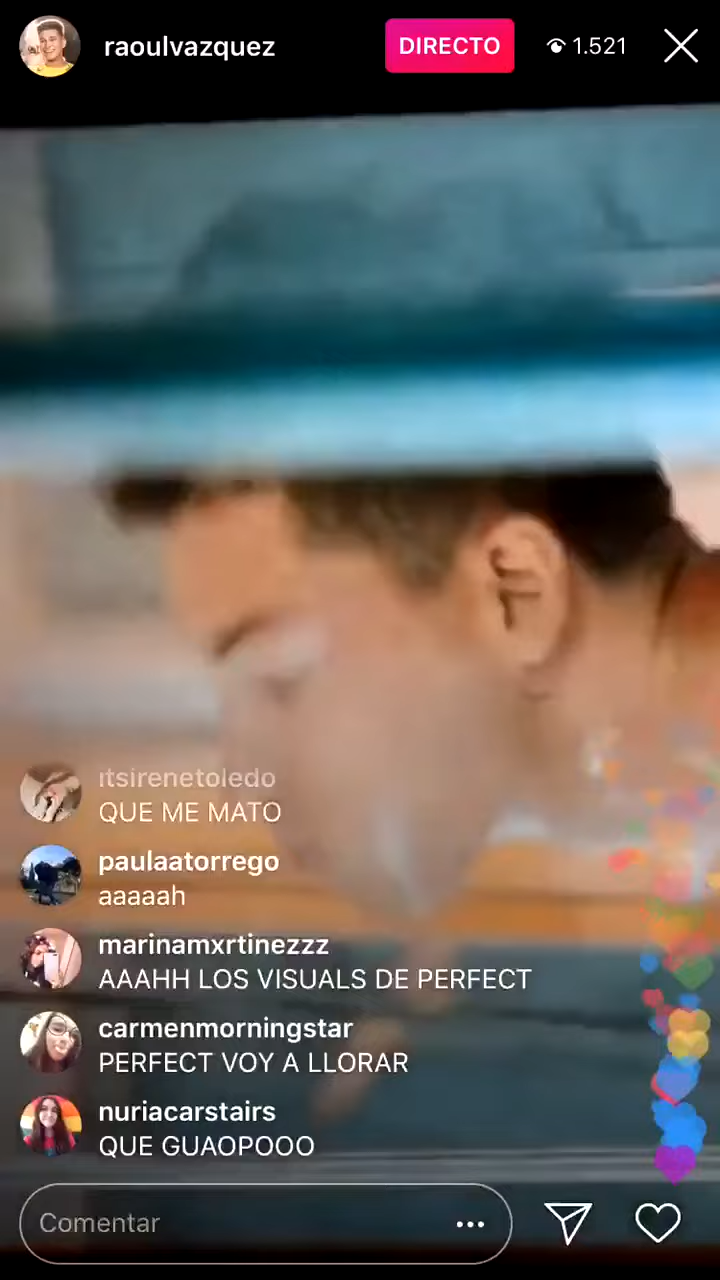 raoulvazquez
DIRECTO
1.521
itsirenetoledo
QUE ME MATO
paulaatorrego
aaaaah
marinamxrtinezzz
AAAHH LOS VISUALS DE PERFECT
carmenmorningstar
PERFECT VOY A LLORAR
nuriacarstairs
QUE GUAOPOOO
Comentar